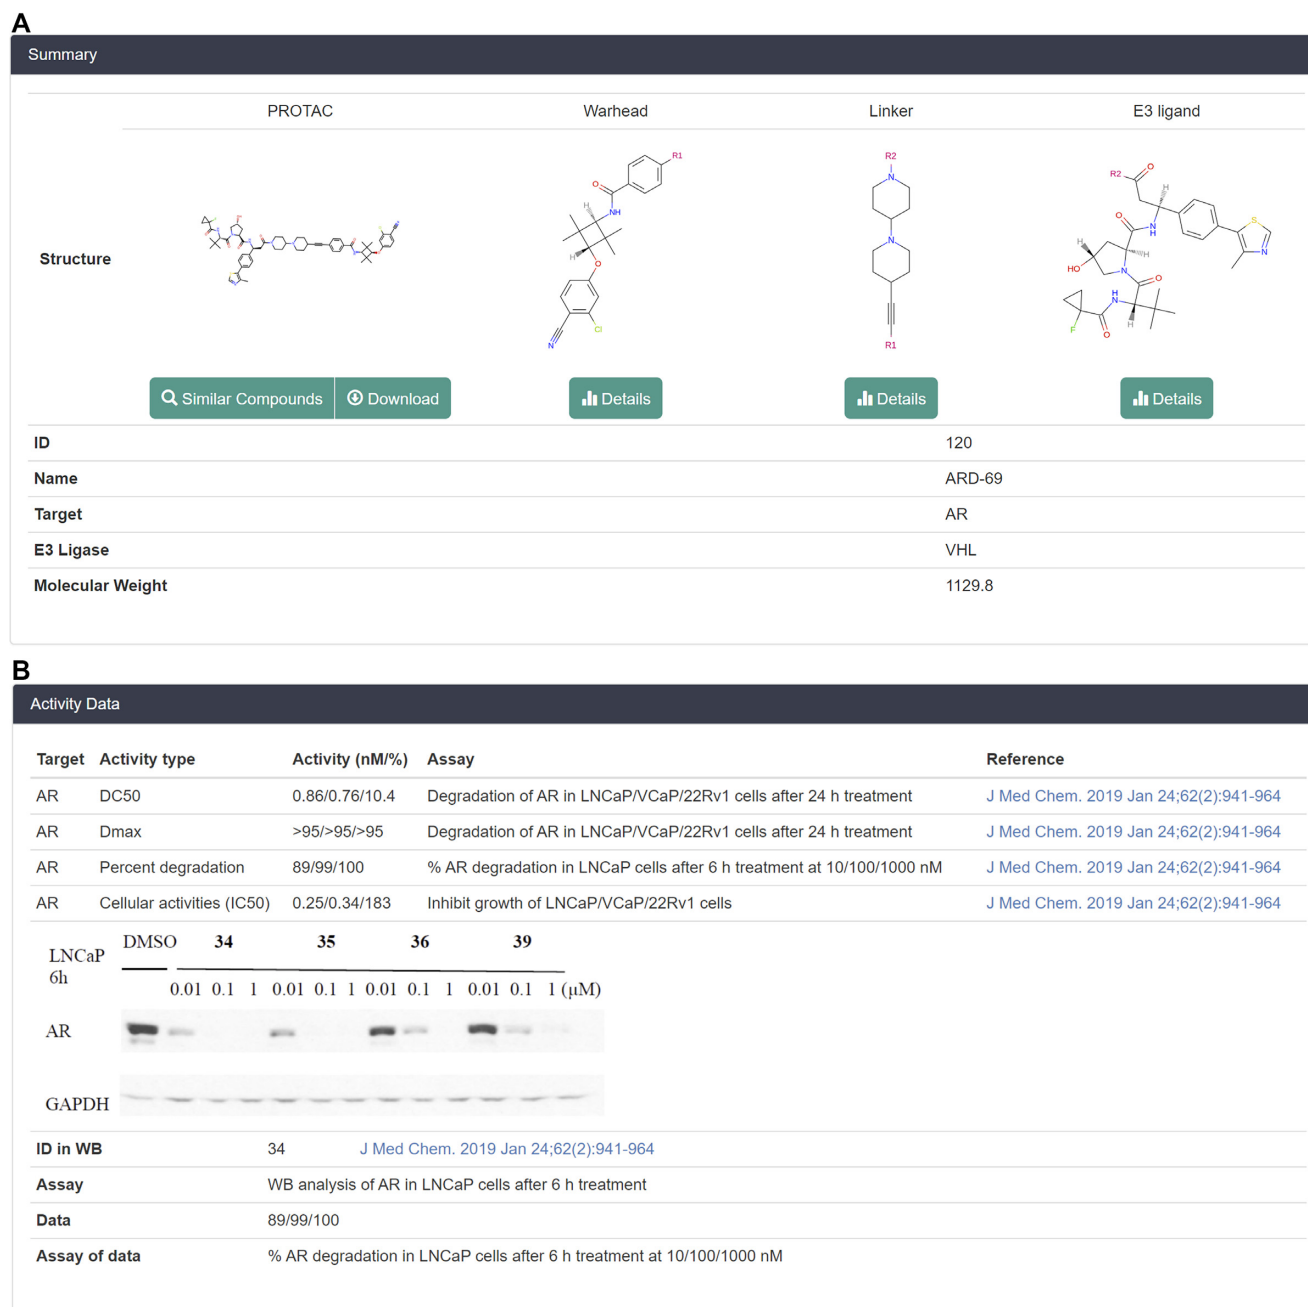 A
Summary
PROTAC Warhead Linker E3 ligand
Structure
R1
O
H
NH
H
O
Cl
N
R2
N
N
R1
O
R2
H
O
N
H
S
N
H
H
HO
N
O
H
N
F
O
H
Similar Compounds Download Details Details Details
ID 120
Name ARD-69
Target AR
E3 Ligase VHL
Molecular Weight 1129.8
B
Activity Data
Target Activity type Activity (nM/%) Assay Reference
AR DC50 0.86/0.76/10.4 Degradation of AR in LNCaP/VCaP/22Rv1 cells after 24 h treatment J Med Chem. 2019 Jan 24;62(2):941-964
AR Dmax >95/>95/>95 Degradation of AR in LNCaP/VCaP/22Rv1 cells after 24 h treatment J Med Chem. 2019 Jan 24;62(2):941-964
AR Percent degradation 89/99/100 % AR degradation in LNCaP cells after 6 h treatment at 10/100/1000 nM J Med Chem. 2019 Jan 24;62(2):941-964
AR Cellular activities (IC50) 0.25/0.34/183 Inhibit growth of LNCaP/VCaP/22Rv1 cells J Med Chem. 2019 Jan 24;62(2):941-964
DMSO 34 35 36 39
LNCaP
6h
0.01 0.1 1 0.01 0.1 1 0.01 0.1 1 0.01 0.1 1 (μM)
AR
GAPDH
ID in WB 34 J Med Chem. 2019 Jan 24;62(2):941-964
Assay WB analysis of AR in LNCaP cells after 6 h treatment
Data 89/99/100
Assay of data % AR degradation in LNCaP cells after 6 h treatment at 10/100/1000 nM